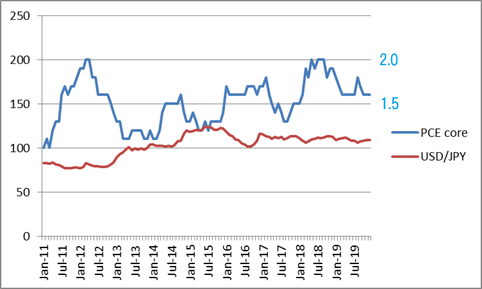 250
200
150
100
50
0
2.0
1.5
PCE core
USD/JPY
Jan-11
Jul-11
Jan-12
Jul-12
Jan-13
Jul-13
Jan-14
Jul-14
Jan-15
Jul-15
Jan-16
Jul-16
Jan-17
Jul-17
Jan-18
Jul-18
Jan-19
Jul-19